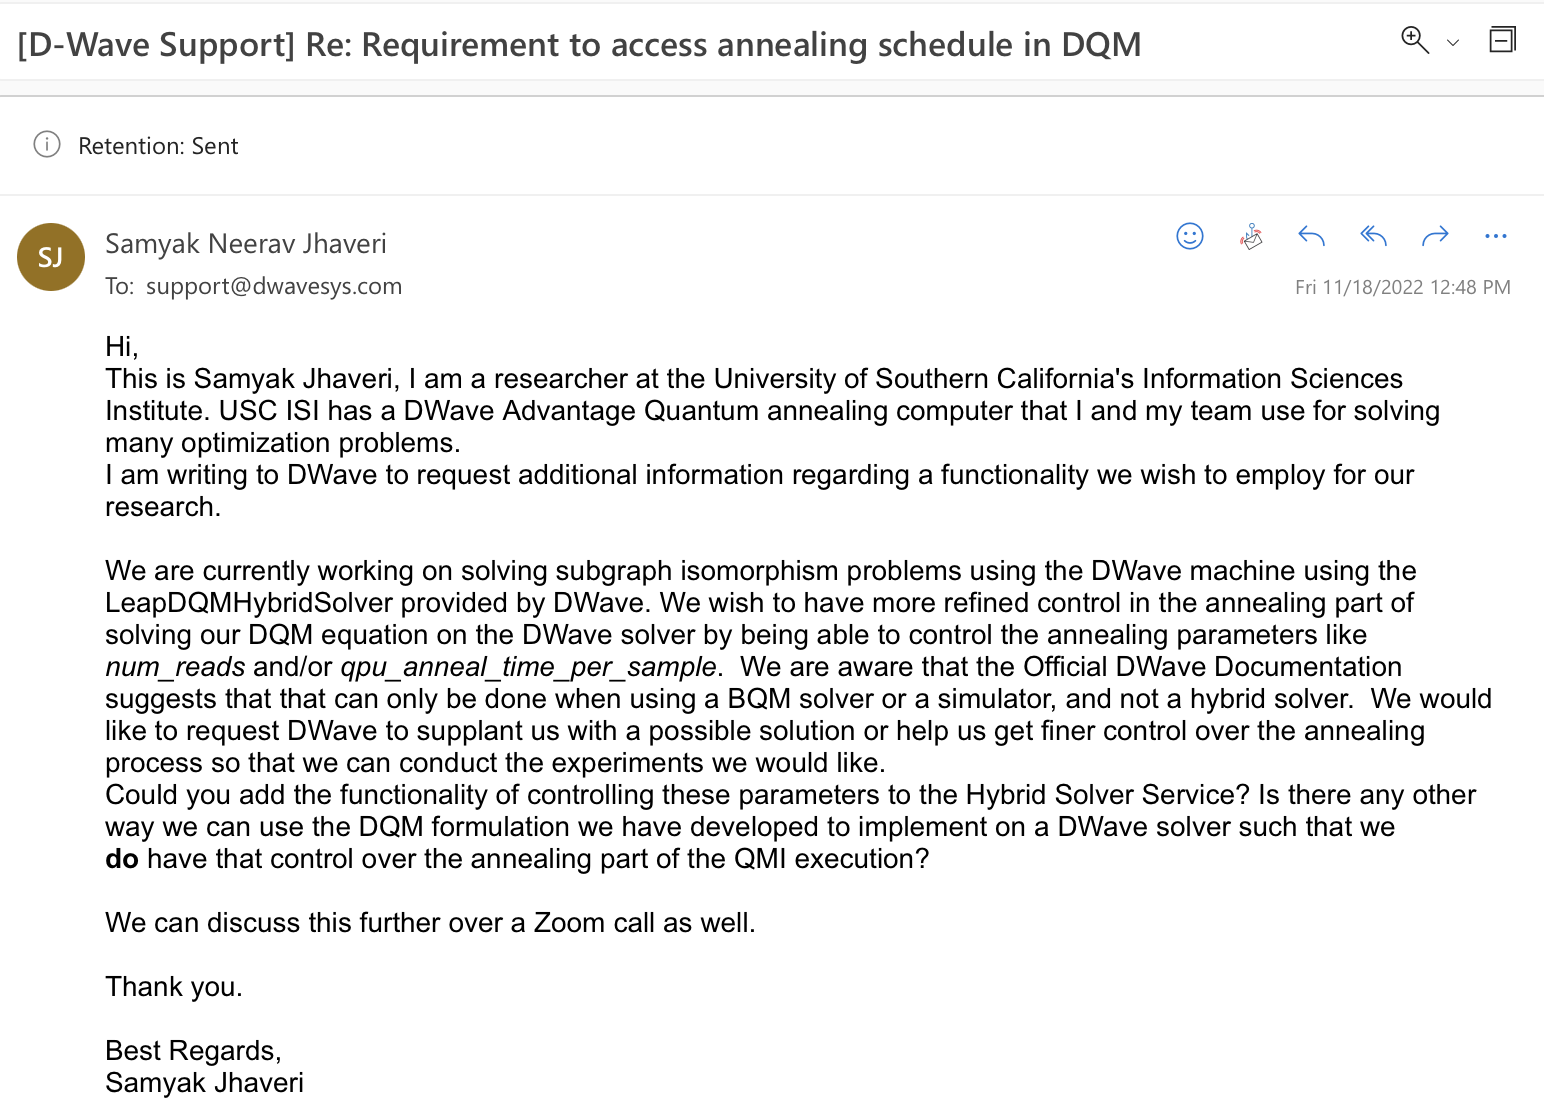 [D-Wave Support] Re: Requirement to access annealing schedule in DQM
Retention: Sent
SJ
Samyak Neerav Jhaveri
To: support@dwavesys.com
Fri 11/18/2022 12:48 PM
Hi,
This is Samyak Jhaveri, I am a researcher at the University of Southern California's Information Sciences
Institute. USC ISI has a DWave Advantage Quantum annealing computer that I and my team use for solving
many optimization problems.
I am writing to DWave to request additional information regarding a functionality we wish to employ for our
research.
We are currently working on solving subgraph isomorphism problems using the DWave machine using the
LeapDQMHybridSolver provided by DWave. We wish to have more refined control in the annealing part of
solving our DQM equation on the DWave solver by being able to control the annealing parameters like
num_reads and/or qpu_anneal_time_per_sample.  We are aware that the Official DWave Documentation
suggests that that can only be done when using a BQM solver or a simulator, and not a hybrid solver.  We would
like to request DWave to supplant us with a possible solution or help us get finer control over the annealing
process so that we can conduct the experiments we would like.
Could you add the functionality of controlling these parameters to the Hybrid Solver Service? Is there any other
way we can use the DQM formulation we have developed to implement on a DWave solver such that we
do have that control over the annealing part of the QMI execution?
We can discuss this further over a Zoom call as well.
Thank you.
Best Regards,
Samyak Jhaveri